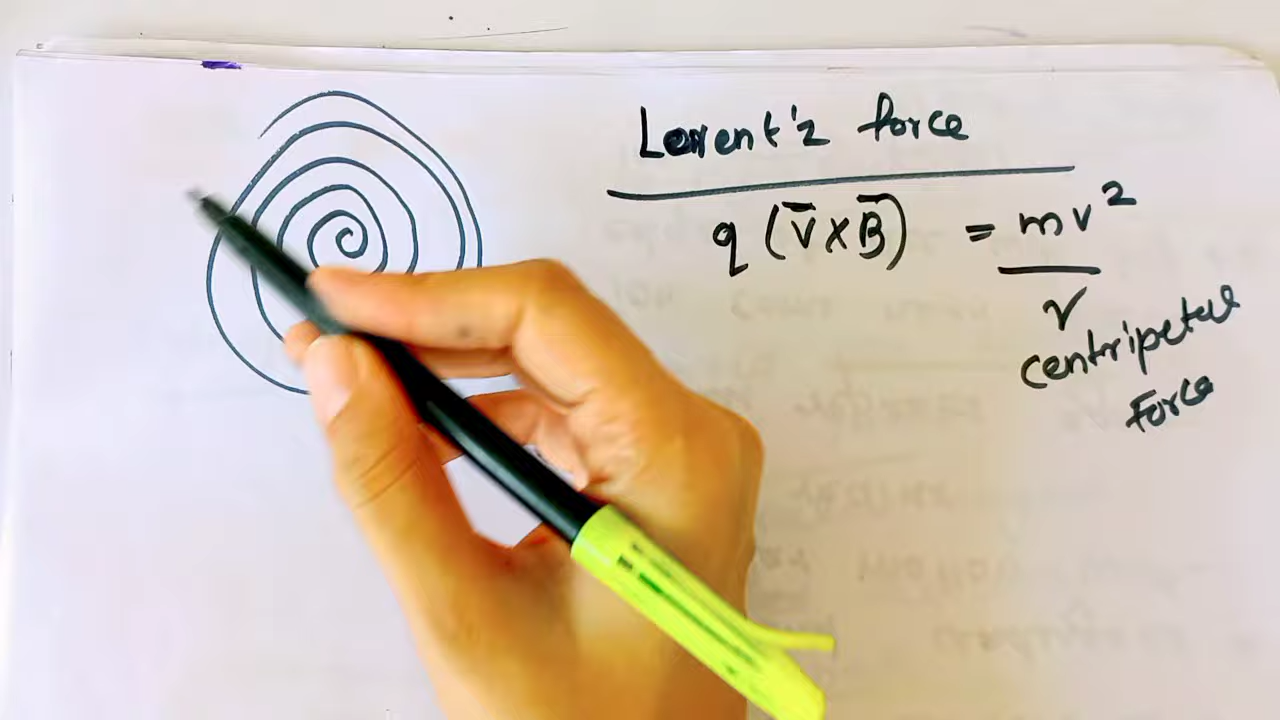 Lorent'z force
q (V̅ X B̅) = mv²
r
centripetal
Force